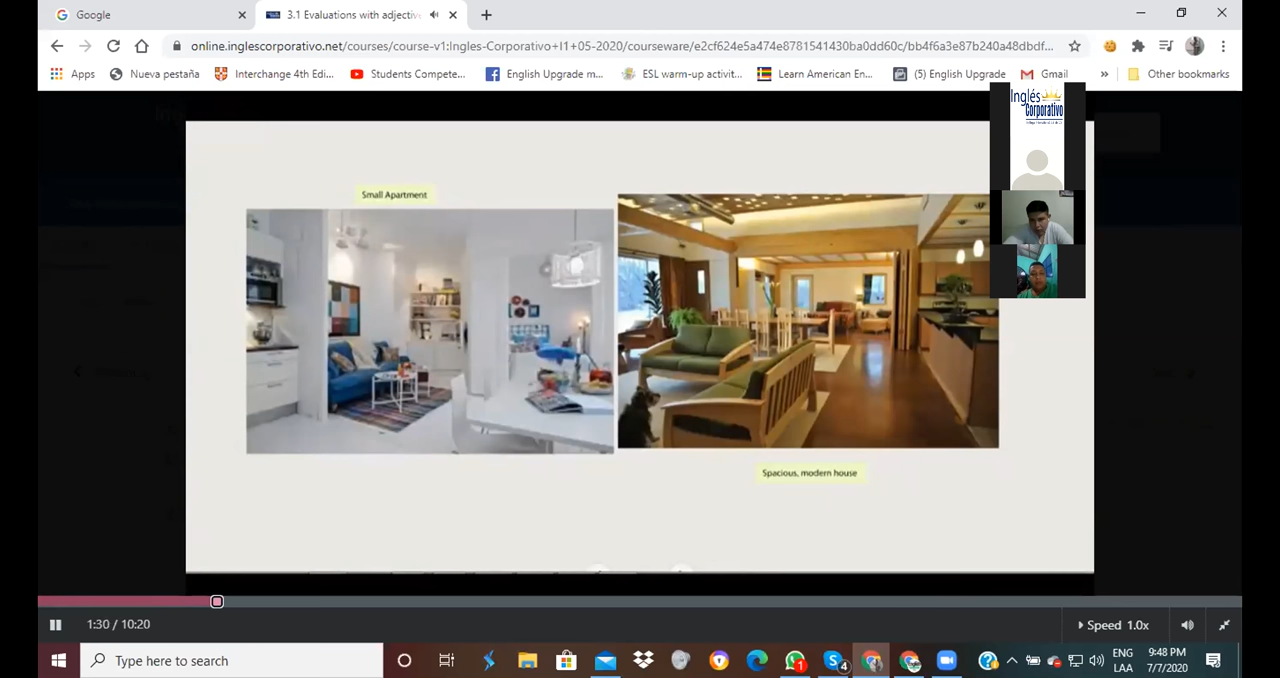 Google
3.1 Evaluations with adjectiv
online.inglescorporativo.net/courses/course-v1:Ingles-Corporativo+I1+05-2020/courseware/e2cf624e5a474e8781541430ba0dd60c/bb4f6a3e87b240a48dbdf...
Apps
Nueva pestaña
Interchange 4th Edi...
Students Compete...
English Upgrade m...
ESL warm-up activit...
Learn American En...
(5) English Upgrade
Gmail
»
Other bookmarks
Inglés
Corporativo
Small Apartment
Spacious, modern house
1:30 / 10:20
Speed 1.0x
Type here to search
1
4
ENG
LAA
9:48 PM
7/7/2020